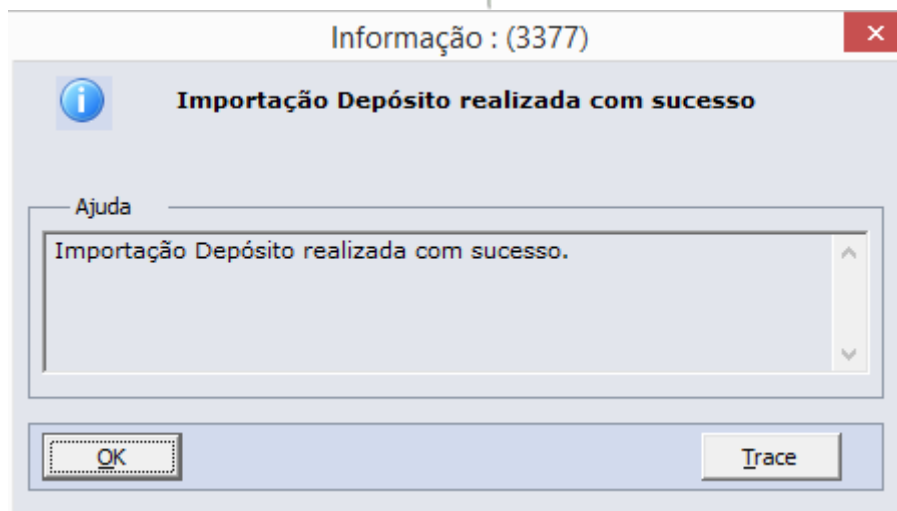 Informação : (3377)
Importação Depósito realizada com sucesso
Ajuda
Importação Depósito realizada com sucesso.
OK
Trace